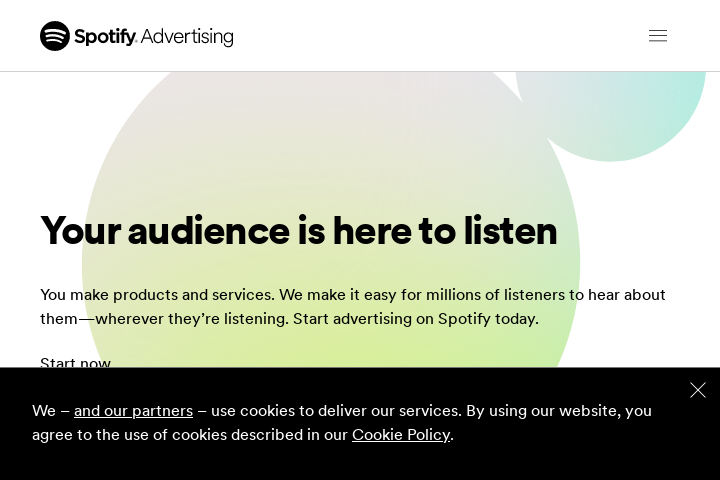 Spotify Advertising
Your audience is here to listen
You make products and services. We make it easy for millions of listeners to hear about
them—wherever they’re listening. Start advertising on Spotify today.
Start now
We – and our partners – use cookies to deliver our services. By using our website, you
agree to the use of cookies described in our Cookie Policy.